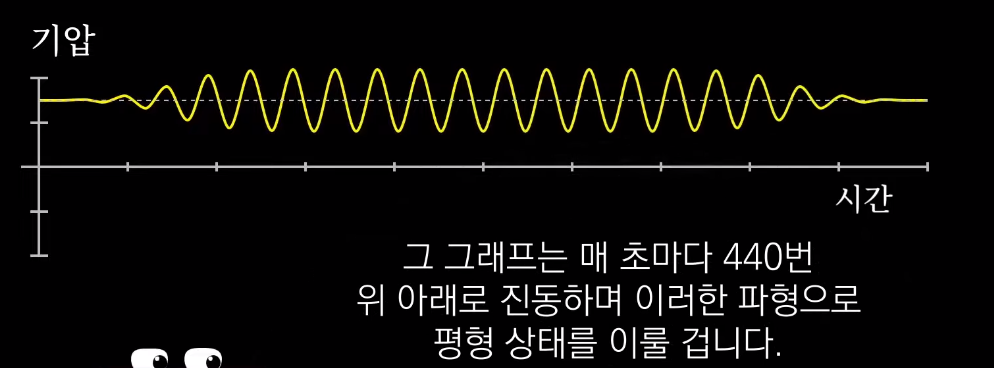 기압
시간
그 그래프는 매 초마다 440번
위 아래로 진동하며 이러한 파형으로
평형 상태를 이룰 겁니다.